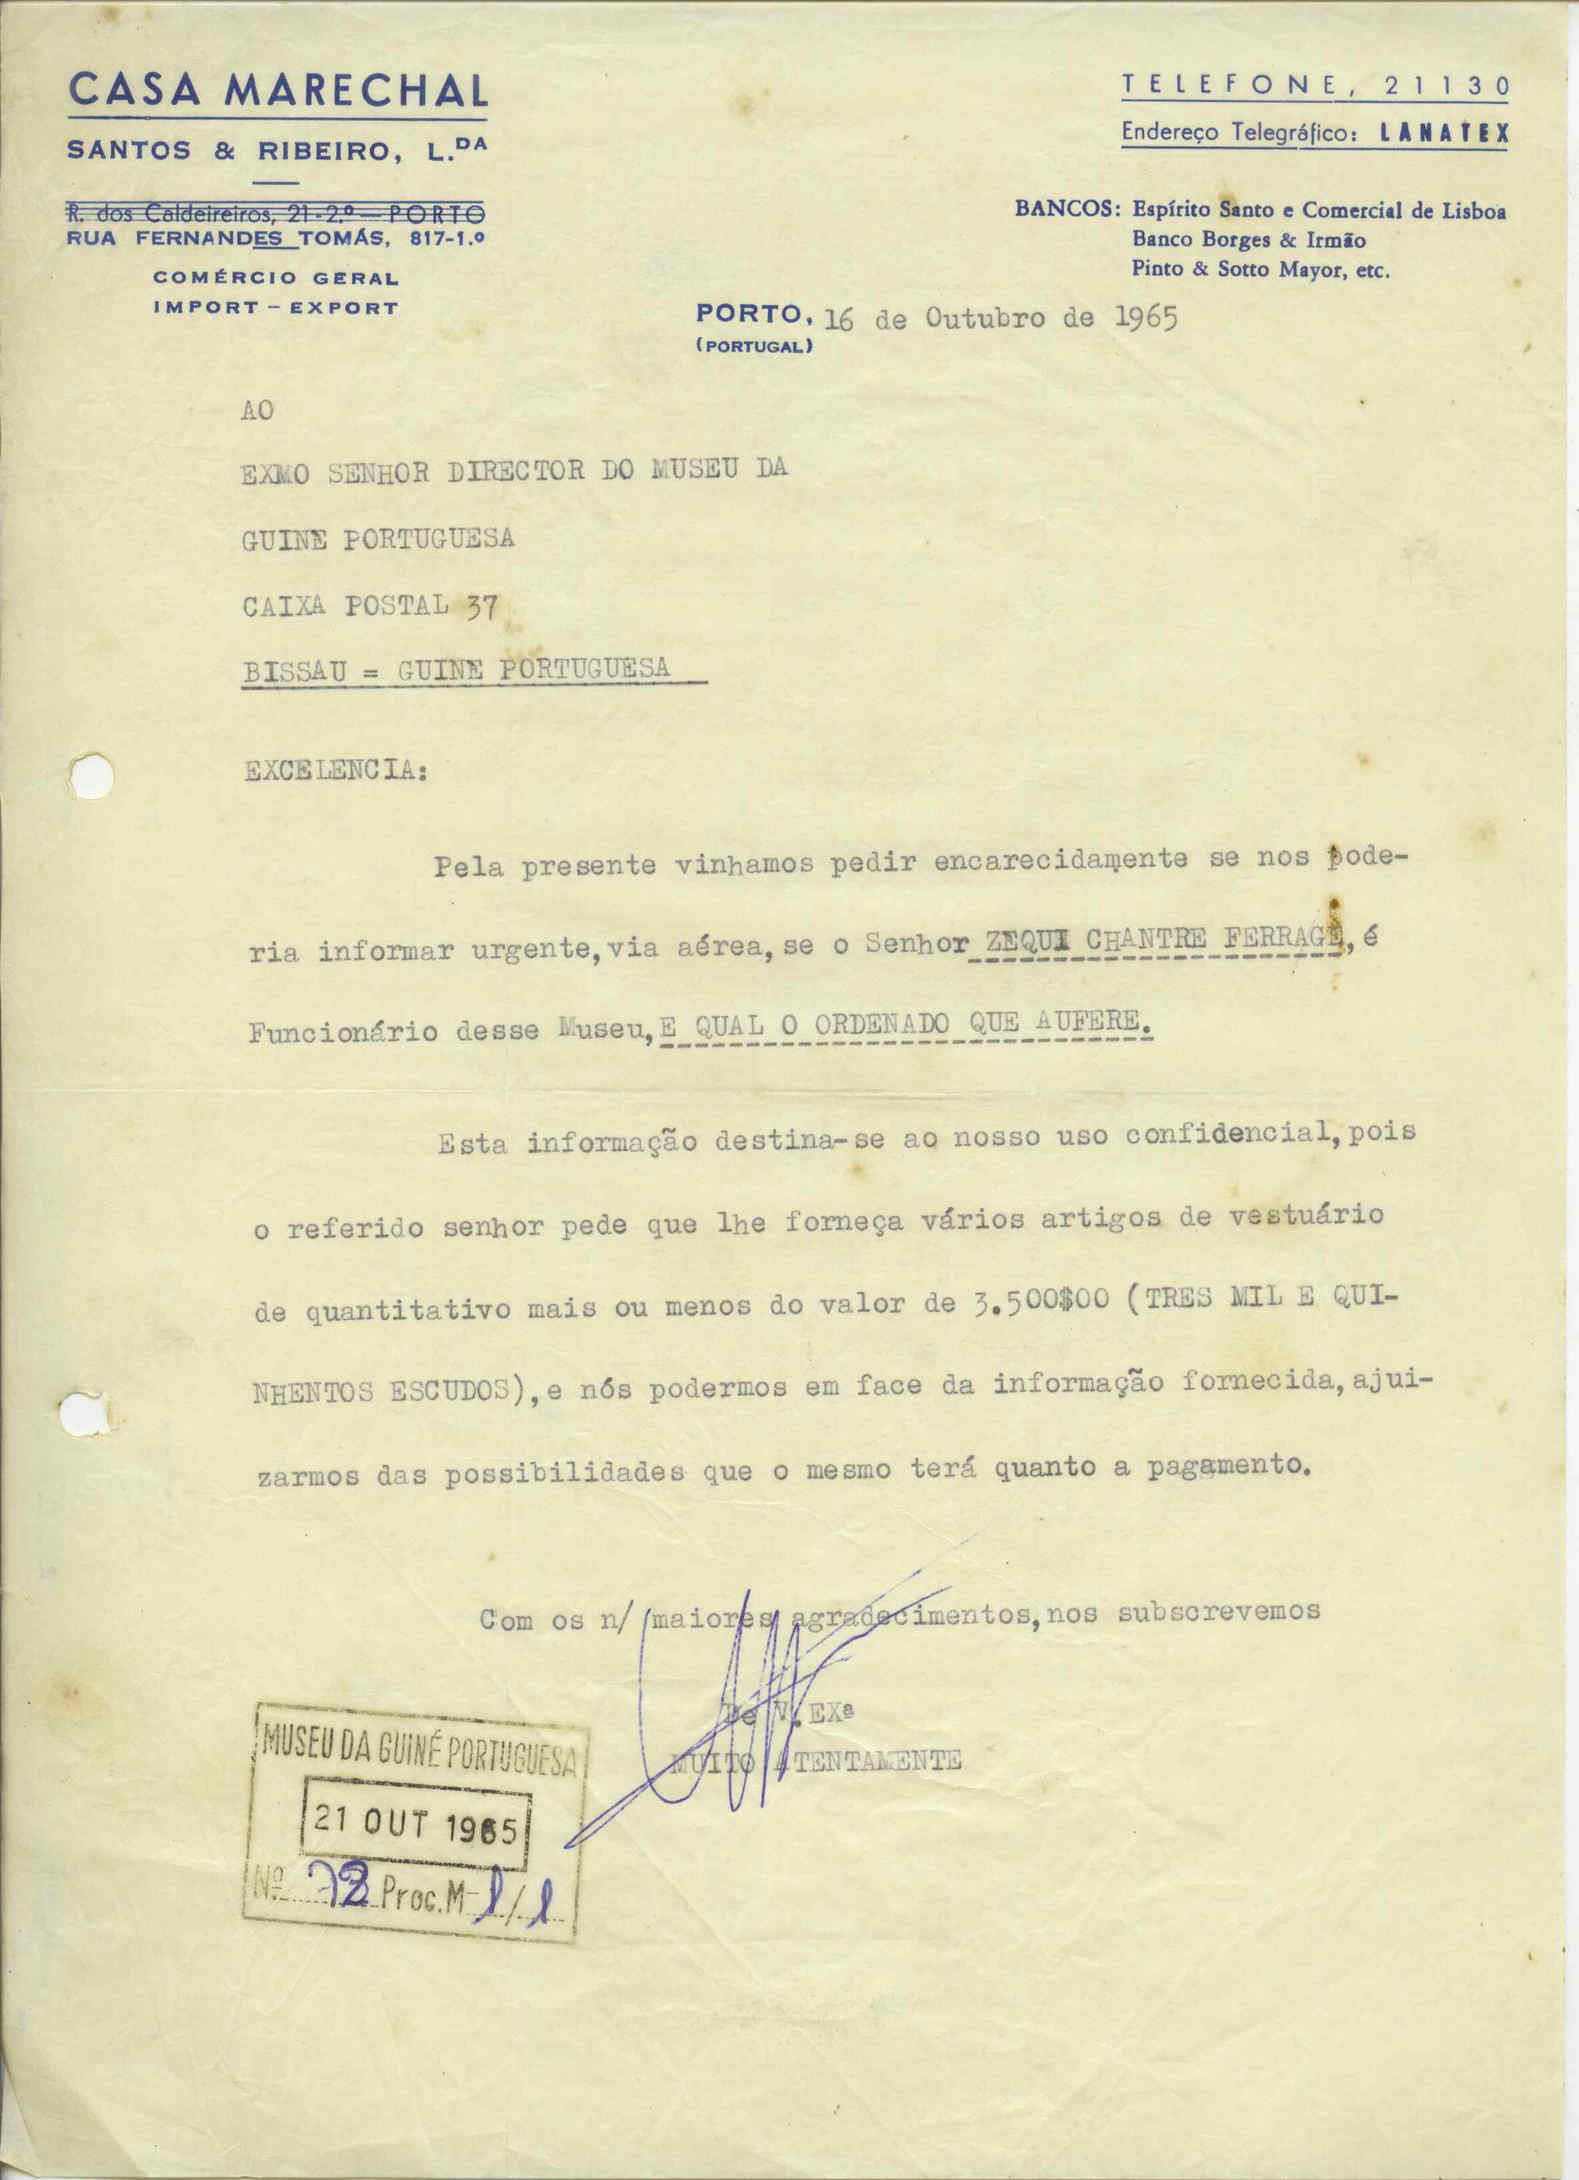 CASA MARECHAL
SANTOS & RIBEIRO, L.DA
R. dos Caldeireiros, 21-2.º — PORTO
RUA FERNANDES TOMÁS, 817-1.º
COMÉRCIO GERAL
IMPORT – EXPORT
TELEFONE, 21130
Endereço Telegráfico: LANATEX
BANCOS: Espírito Santo e Comercial de Lisboa
Banco Borges & Irmão
Pinto & Sotto Mayor, etc.
PORTO, 16 de Outubro de 1965
(PORTUGAL)
AO
EXMO SENHOR DIRECTOR DO MUSEU DA
GUINE PORTUGUESA
CAIXA POSTAL 37
BISSAU = GUINE PORTUGUESA
EXCELENCIA:
Pela presente vinhamos pedir encarecidamente se nos pode-
ria informar urgente, via aérea, se o Senhor ZEQUI CHANTRE FERRAGE, é
Funcionário desse Museu, E QUAL O ORDENADO QUE AUFERE.
Esta informação destina-se ao nosso uso confidencial, pois
o referido senhor pede que lhe forneça vários artigos de vestuário
de quantitativo mais ou menos do valor de 3.500$00 (TRES MIL E QUI-
NHENTOS ESCUDOS), e nós podermos em face da informação fornecida, ajui-
zarmos das possibilidades que o mesmo terá quanto a pagamento.
Com os n/ maiores agradecimentos, nos subscrevemos
De V. EXª
MUITO ATENTAMENTE
MUSEU DA GUINÉ PORTUGUESA
21 OUT 1965
Nº 78 Proc. M-1/1